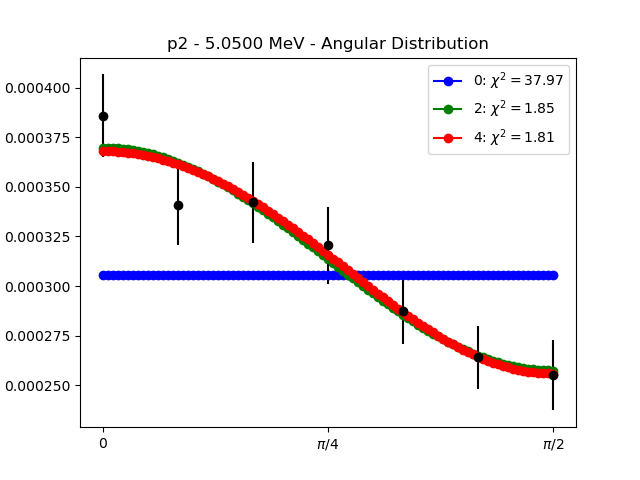 p2 - 5.0500 MeV - Angular Distribution
0.000400
0.000375
0.000350
0.000325
0.000300
0.000275
0.000250
0: χ² = 37.97
2: χ² = 1.85
4: χ² = 1.81
0
π/4
π/2